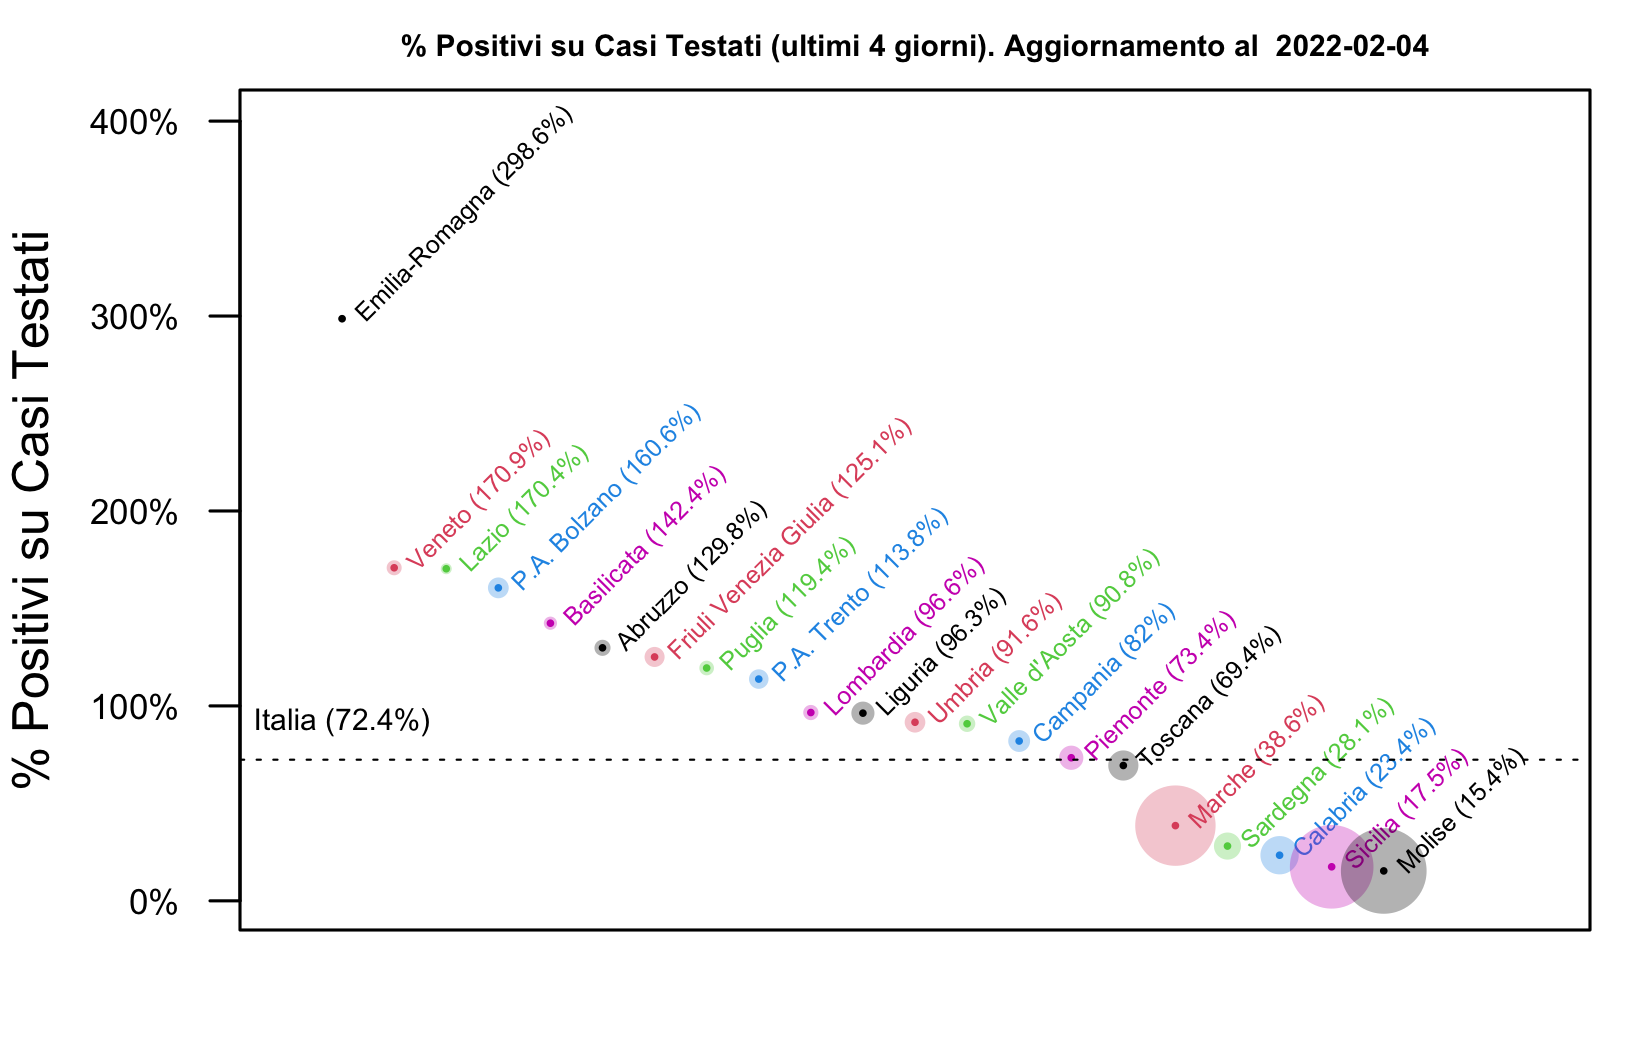 % Positivi su Casi Testati (ultimi 4 giorni). Aggiornamento al  2022-02-04
% Positivi su Casi Testati
400%
300%
200%
100%
0%
Emilia-Romagna (298.6%)
Veneto (170.9%)
Lazio (170.4%)
P.A. Bolzano (160.6%)
Basilicata (142.4%)
Abruzzo (129.8%)
Friuli Venezia Giulia (125.1%)
Puglia (119.4%)
P.A. Trento (113.8%)
Lombardia (96.6%)
Liguria (96.3%)
Umbria (91.6%)
Valle d'Aosta (90.8%)
Campania (82%)
Piemonte (73.4%)
Toscana (69.4%)
Marche (38.6%)
Sardegna (28.1%)
Calabria (23.4%)
Sicilia (17.5%)
Molise (15.4%)
Italia (72.4%)